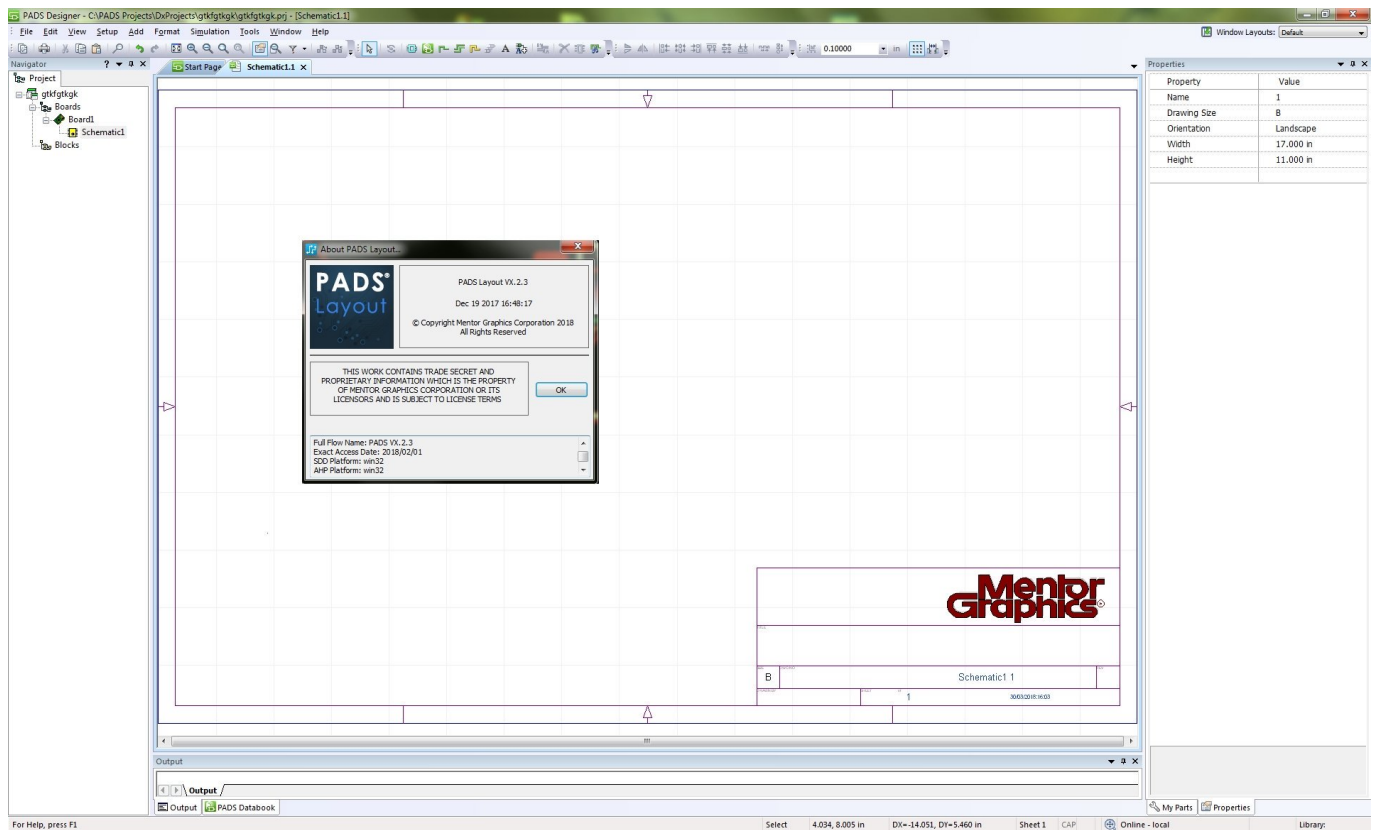 PADS Designer - C:\PADS Projects\DxProjects\gtkfgtkgk\gtkfgtkgk.prj - [Schematic1.1]
File Edit View Setup Add Format Simulation Tools Window Help
Window Layouts: Default
0.10000 in
Navigator
Start Page Schematic1.1
Properties
Project
gtkfgtkgk
Boards
Board1
Schematic1
Blocks
Property Value
Name 1
Drawing Size B
Orientation Landscape
Width 17.000 in
Height 11.000 in
About PADS Layout...
PADS®
Layout
PADS Layout VX.2.3
Dec 19 2017 16:48:17
© Copyright Mentor Graphics Corporation 2018
All Rights Reserved
THIS WORK CONTAINS TRADE SECRET AND
PROPRIETARY INFORMATION WHICH IS THE PROPERTY
OF MENTOR GRAPHICS CORPORATION OR ITS
LICENSORS AND IS SUBJECT TO LICENSE TERMS
OK
Full Flow Name: PADS VX.2.3
Exact Access Date: 2018/02/01
SDD Platform: win32
AHP Platform: win32
Mentor
Graphics®
B
Schematic1 1
1
Output
Output
Output PADS Databook
My Parts Properties
For Help, press F1
Select 4.034, 8.005 in DX=-14.051, DY=5.460 in Sheet 1 CAP Online - local Library: